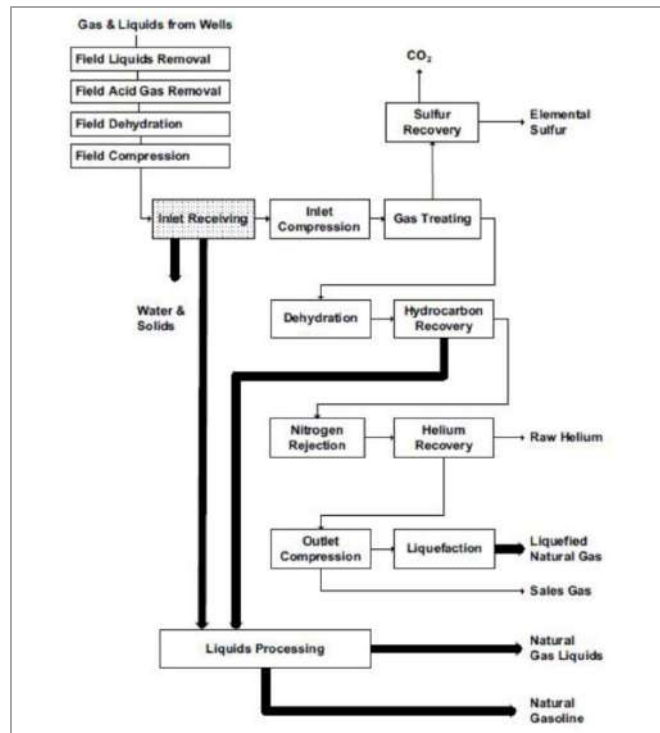 Gas & Liquids from Wells
Field Liquids Removal
Field Acid Gas Removal
Field Dehydration
Field Compression
CO₂
Sulfur
Recovery
Elemental
Sulfur
Inlet Receiving
Inlet
Compression
Gas Treating
Water &
Solids
Dehydration
Hydrocarbon
Recovery
Nitrogen
Rejection
Helium
Recovery
Raw Helium
Outlet
Compression
Liquefaction
Liquefied
Natural Gas
Sales Gas
Liquids Processing
Natural
Gas Liquids
Natural
Gasoline